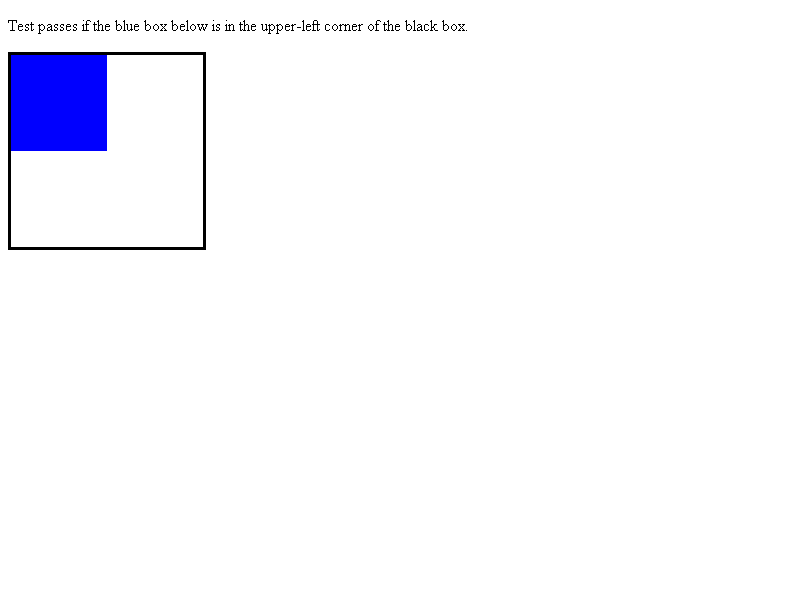 Test passes if the blue box below is in the upper-left corner of the black box.